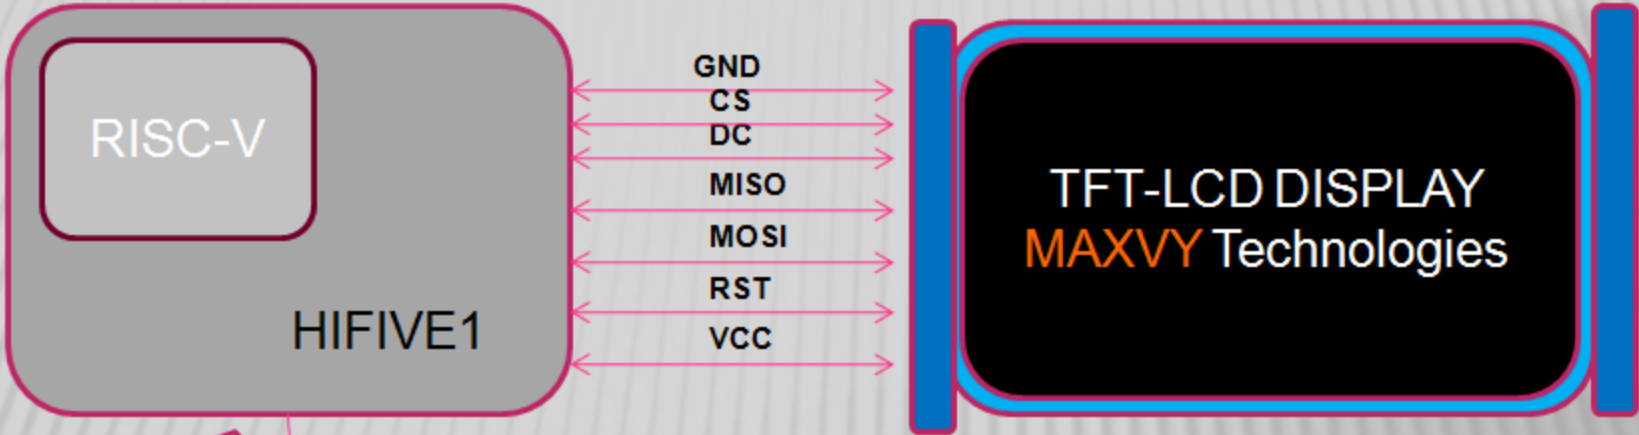 RISC-V
HIFIVE1
GND
CS
DC
MISO
MOSI
RST
VCC
TFT-LCD DISPLAY
MAXVY Technologies